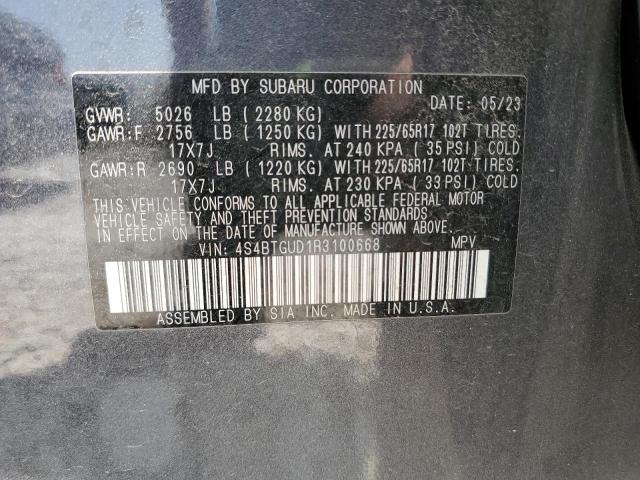 MFD BY SUBARU CORPORATION
GVWR: 5026 LB (2280 KG) DATE: 05/23
GAWR:F 2756 LB (1250 KG) WITH 225/65R17 102T TIRES.
17X7J RIMS. AT 240 KPA (35 PSI) COLD
GAWR:R 2690 LB (1220 KG) WITH 225/65R17 102T TIRES.
17X7J RIMS. AT 230 KPA (33 PSI) COLD
THIS VEHICLE CONFORMS TO ALL APPLICABLE FEDERAL MOTOR
VEHICLE SAFETY AND THEFT PREVENTION STANDARDS
IN EFFECT ON THE DATE OF MANUFACTURE SHOWN ABOVE.
VIN: 4S4BTGUD1R3100668 MPV
ASSEMBLED BY SIA INC. MADE IN U.S.A.